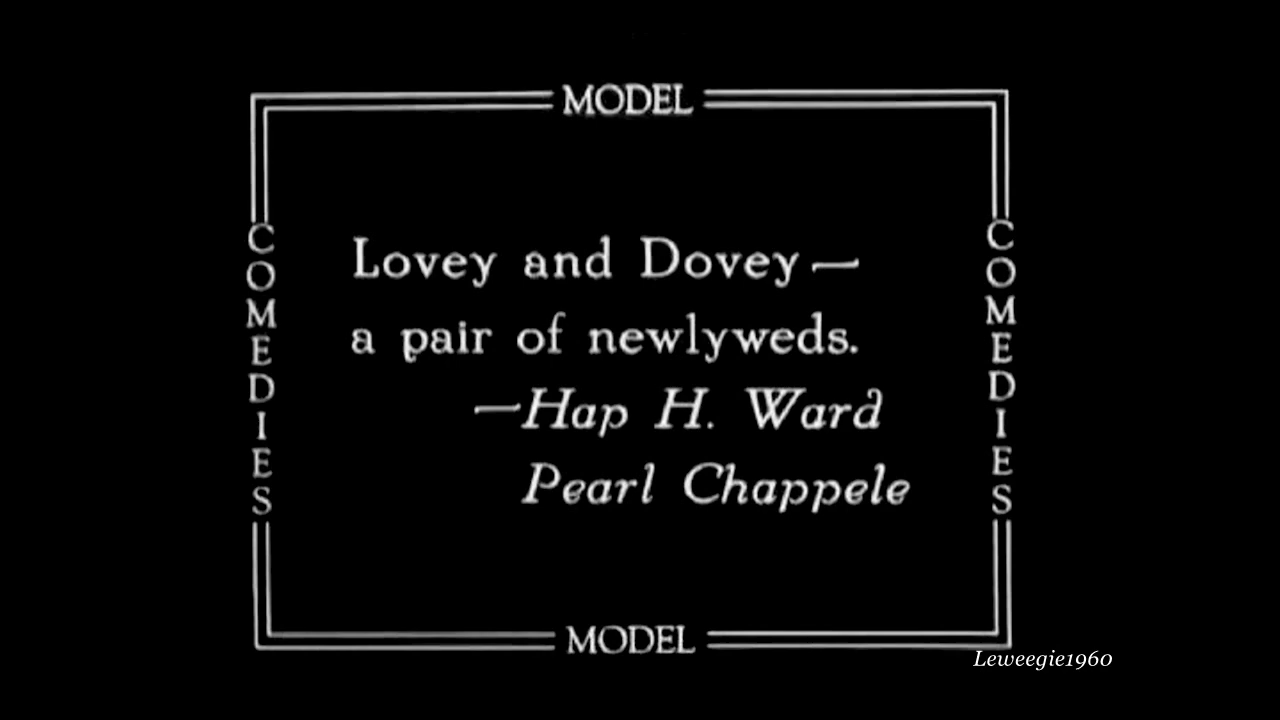 MODEL
COMEDIES
COMEDIES
Lovey and Dovey—
a pair of newlyweds.
—Hap H. Ward
Pearl Chappele
MODEL
Leweegie1960